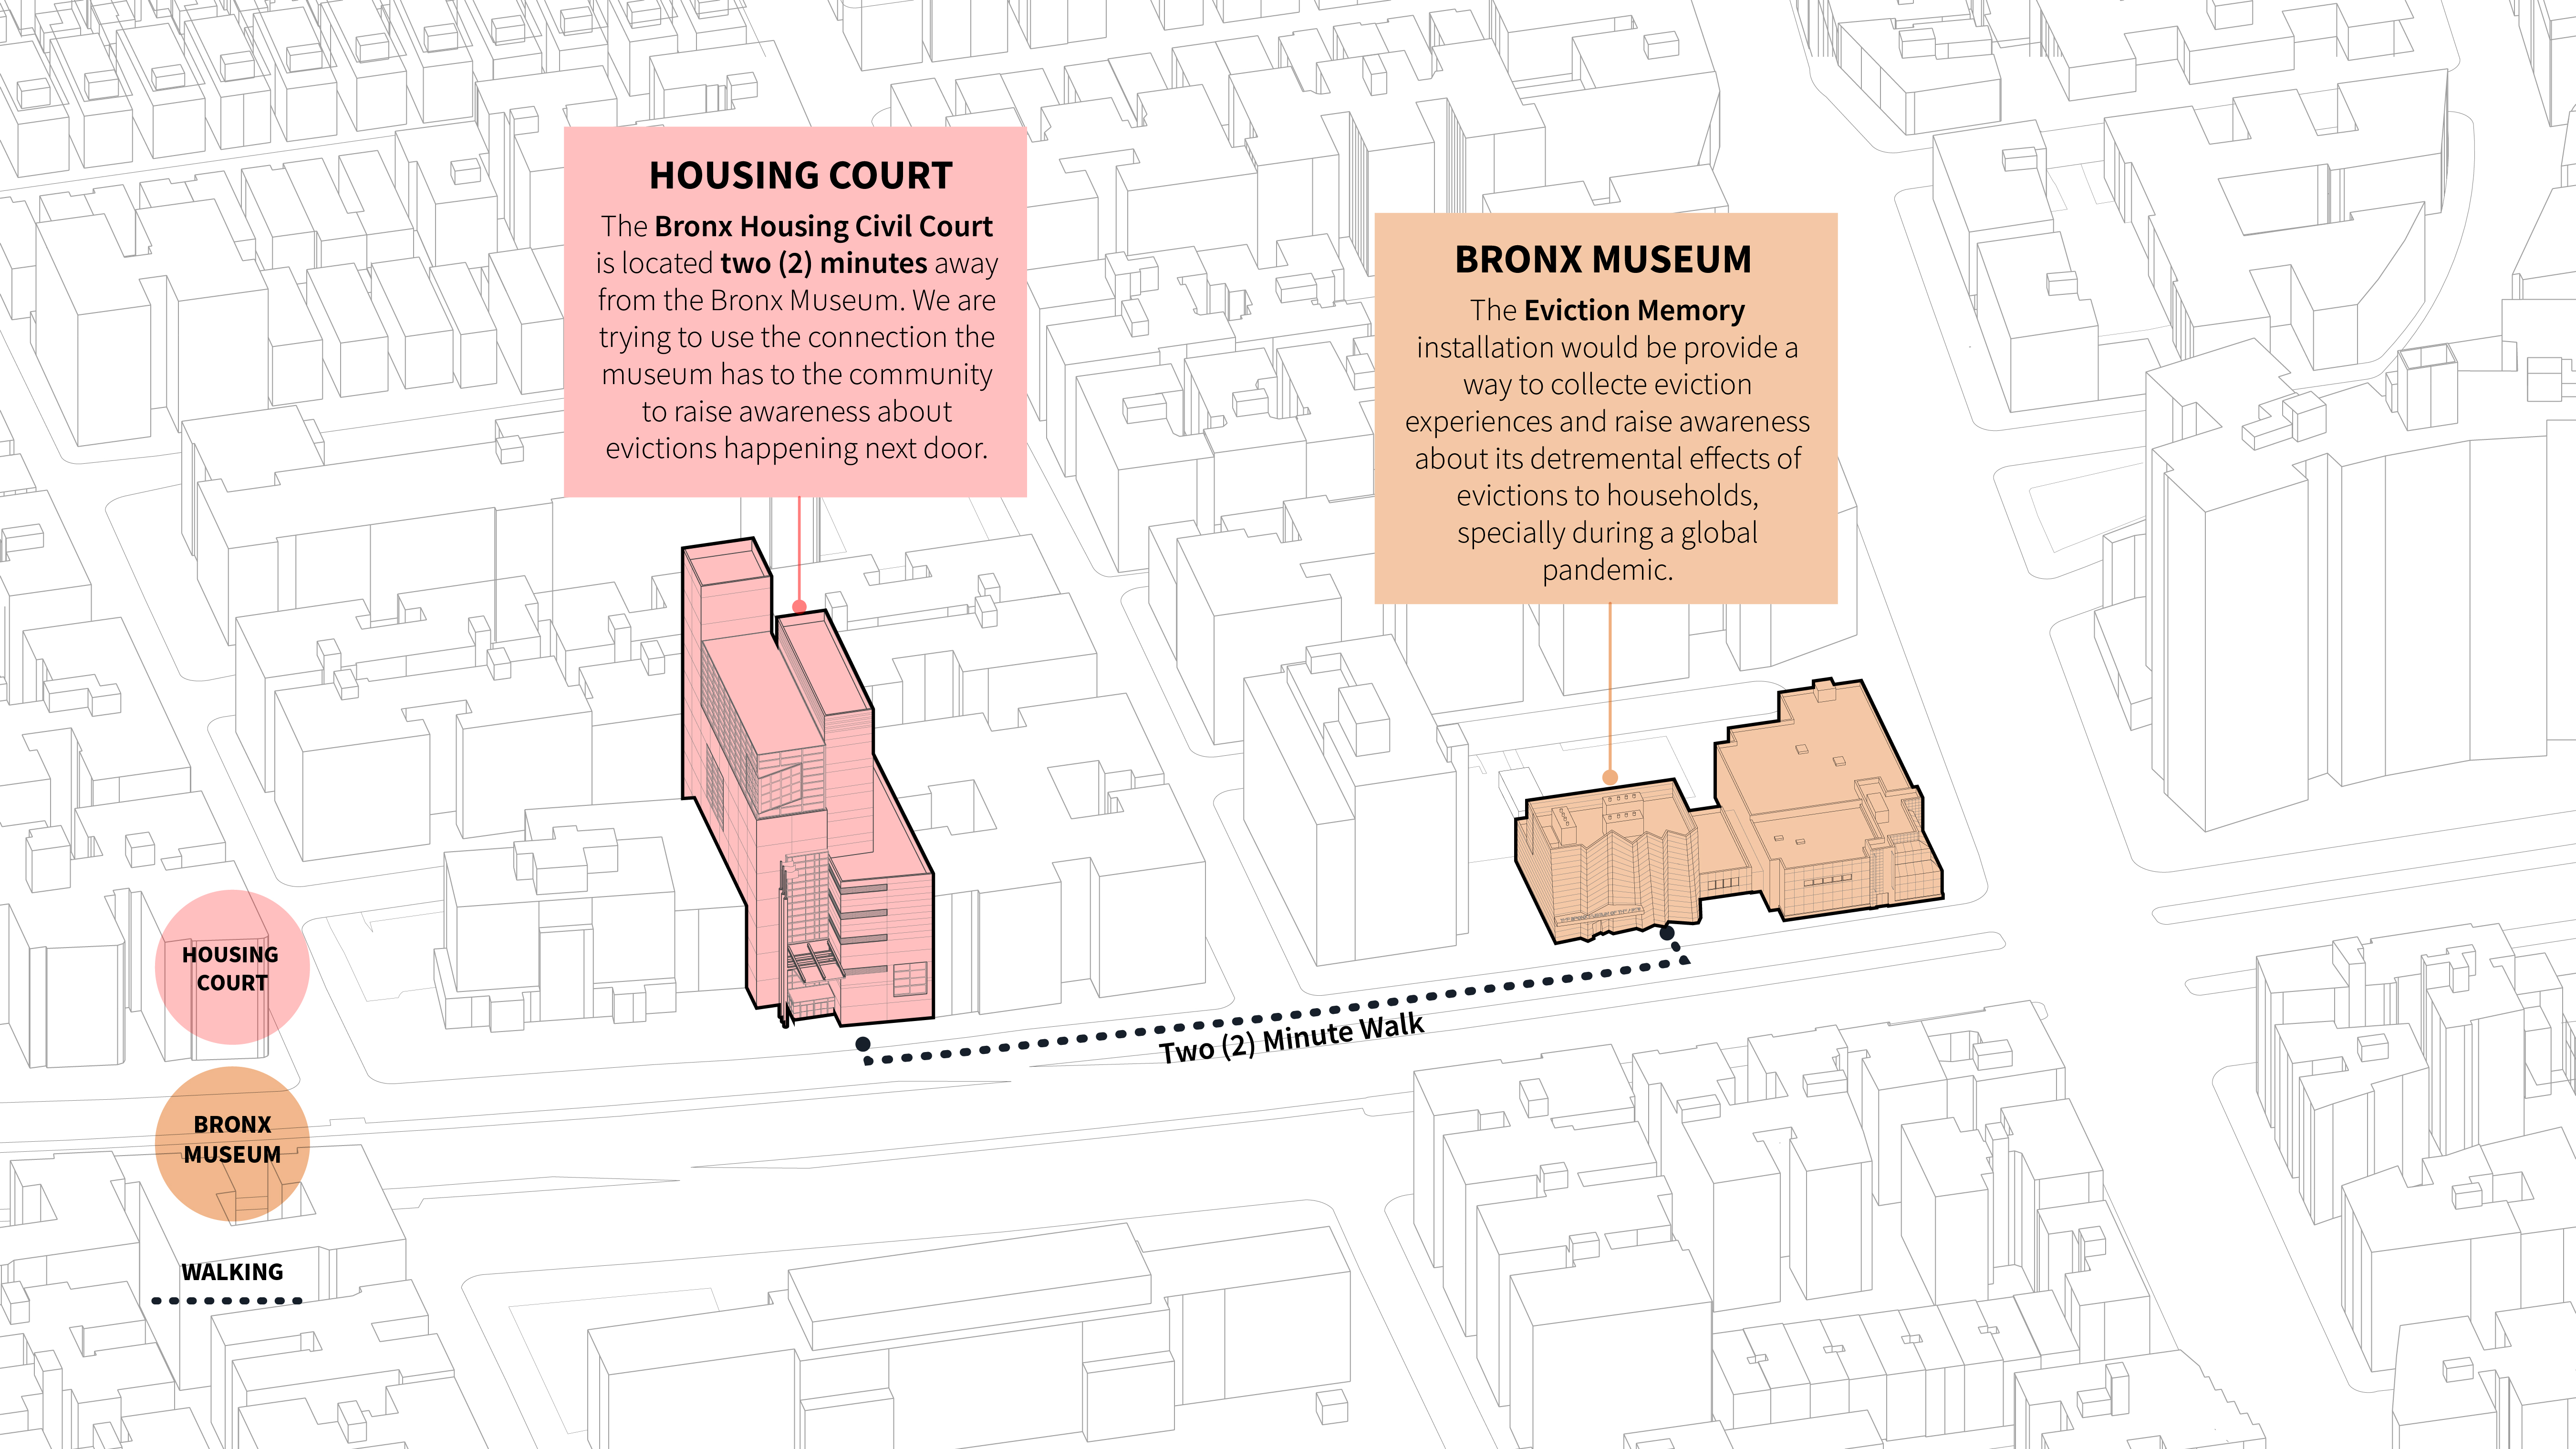 HOUSING COURT
The Bronx Housing Civil Court
is located two (2) minutes away
from the Bronx Museum. We are
trying to use the connection the
museum has to the community
to raise awareness about
evictions happening next door.
BRONX MUSEUM
The Eviction Memory
installation would be provide a
way to collecte eviction
experiences and raise awareness
about its detremental effects of
evictions to households,
specially during a global
pandemic.
Two (2) Minute Walk
HOUSING
COURT
BRONX
MUSEUM
WALKING